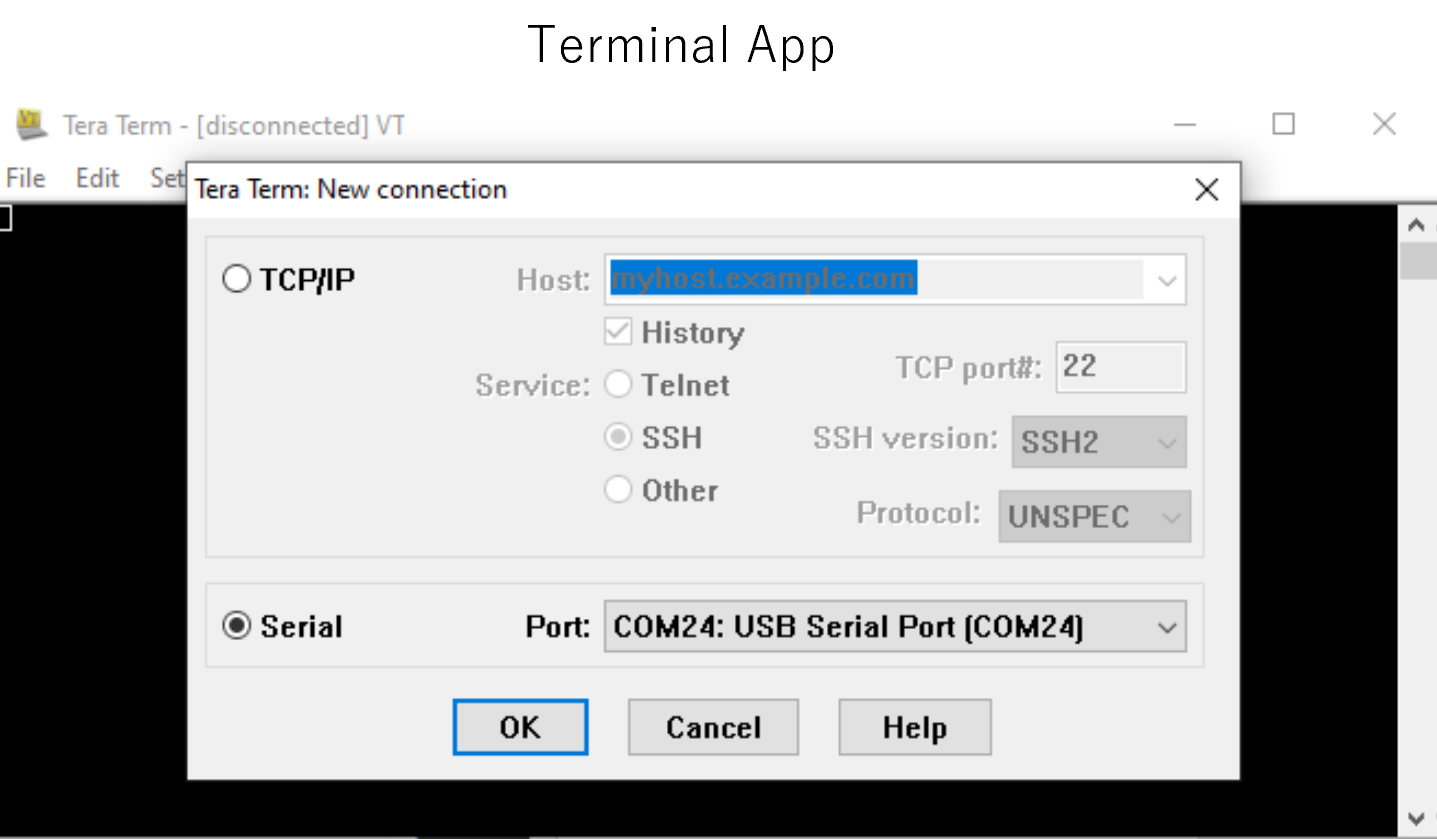 Terminal App
Tera Term - [disconnected] VT
File Edit Set
Tera Term: New connection
TCP/IP Host: myhost.example.com
History
TCP port#: 22
Service: Telnet
SSH SSH version: SSH2
Other
Protocol: UNSPEC
Serial Port: COM24: USB Serial Port (COM24)
OK Cancel Help